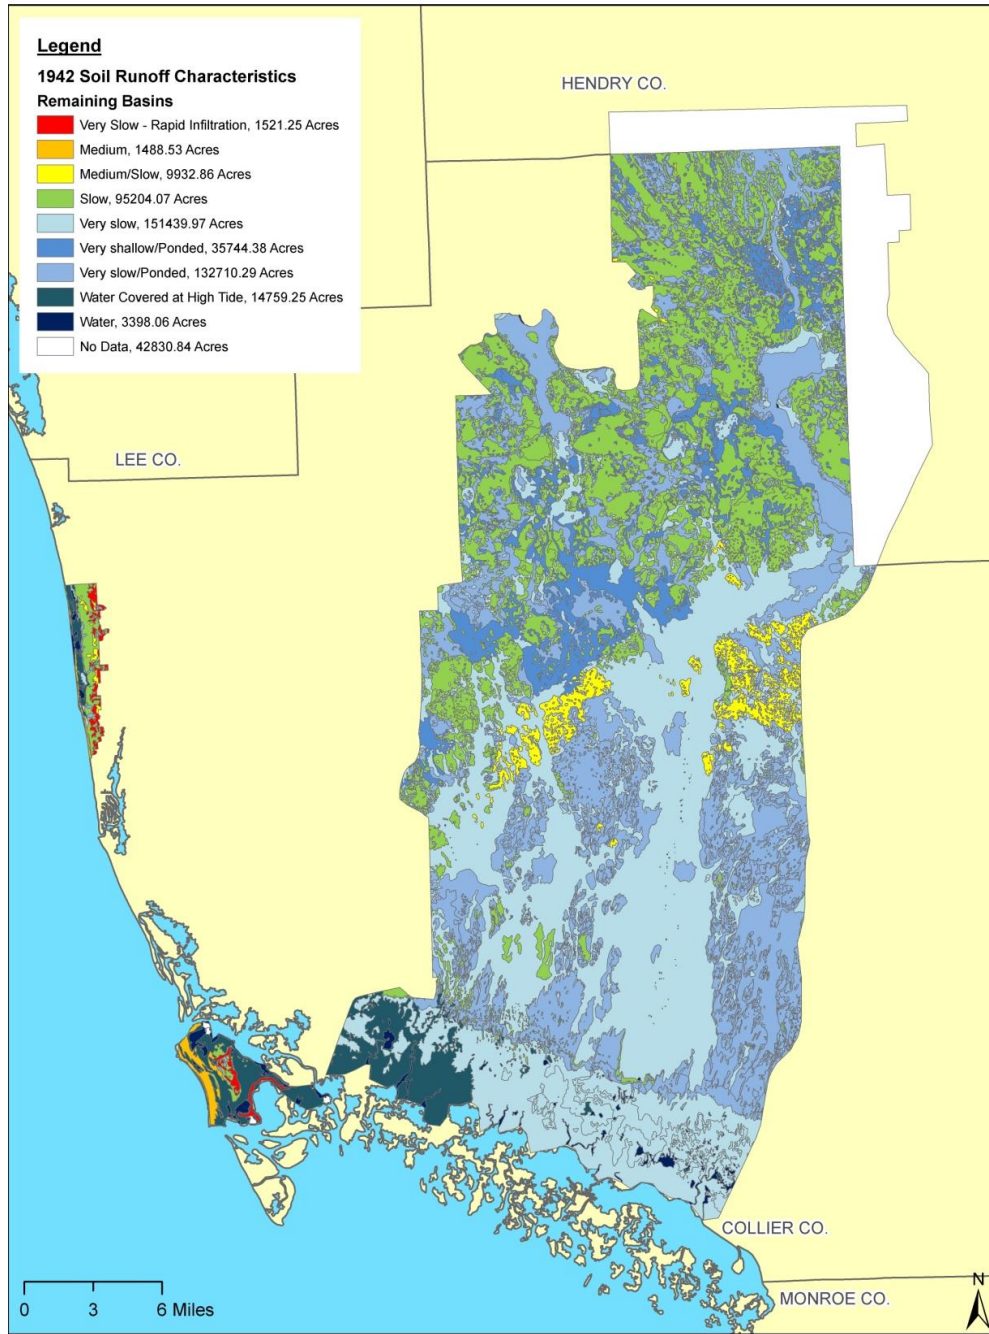 Legend
1942 Soil Runoff Characteristics
Remaining Basins
Very Slow - Rapid Infiltration, 1521.25 Acres
Medium, 1488.53 Acres
Medium/Slow, 9932.86 Acres
Slow, 95204.07 Acres
Very slow, 151439.97 Acres
Very shallow/Ponded, 35744.38 Acres
Very slow/Ponded, 132710.29 Acres
Water Covered at High Tide, 14759.25 Acres
Water, 3398.06 Acres
No Data, 42830.84 Acres
HENDRY CO.
LEE CO.
COLLIER CO.
MONROE CO.
0 3 6 Miles
N